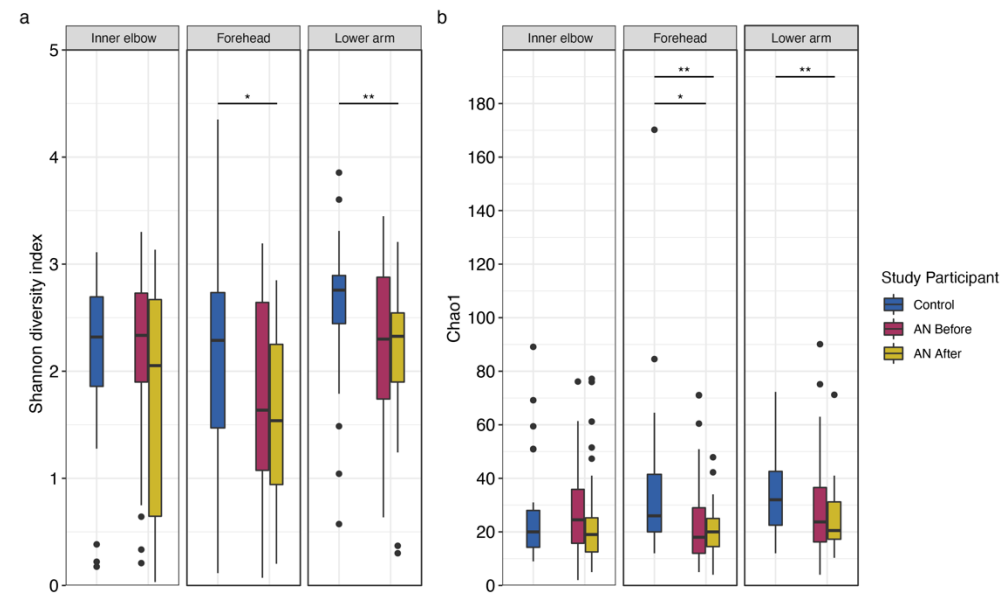 a
b
Inner elbow Forehead Lower arm
Inner elbow Forehead Lower arm
Shannon diversity index
5
4
3
2
1
0
* **
Chao1
180
160
140
120
100
80
60
40
20
0
** **
*
Study Participant
Control
AN Before
AN After